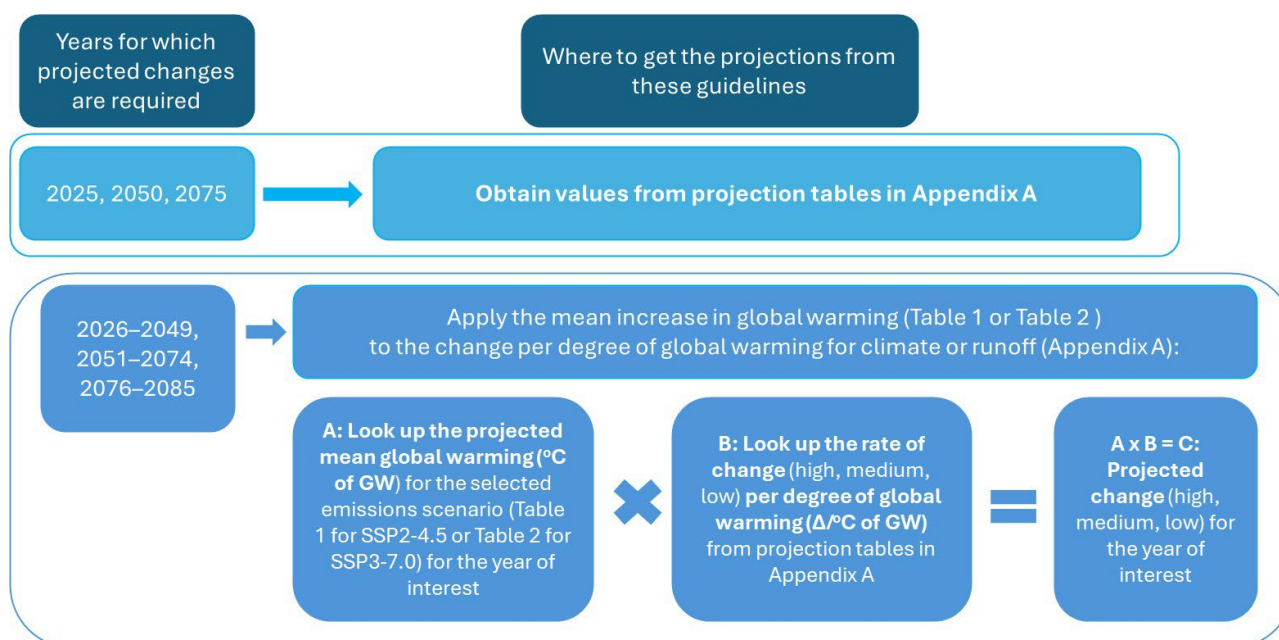 Years for which
projected changes
are required
Where to get the projections from
these guidelines
2025, 2050, 2075
Obtain values from projection tables in Appendix A
2026–2049,
2051–2074,
2076–2085
Apply the mean increase in global warming (Table 1 or Table 2 )
to the change per degree of global warming for climate or runoff (Appendix A):
A: Look up the projected
mean global warming (°C
of GW) for the selected
emissions scenario (Table
1 for SSP2-4.5 or Table 2 for
SSP3-7.0) for the year of
interest
B: Look up the rate of
change (high, medium,
low) per degree of global
warming (Δ/°C of GW)
from projection tables in
Appendix A
A x B = C:
Projected
change (high,
medium, low) for
the year of
interest